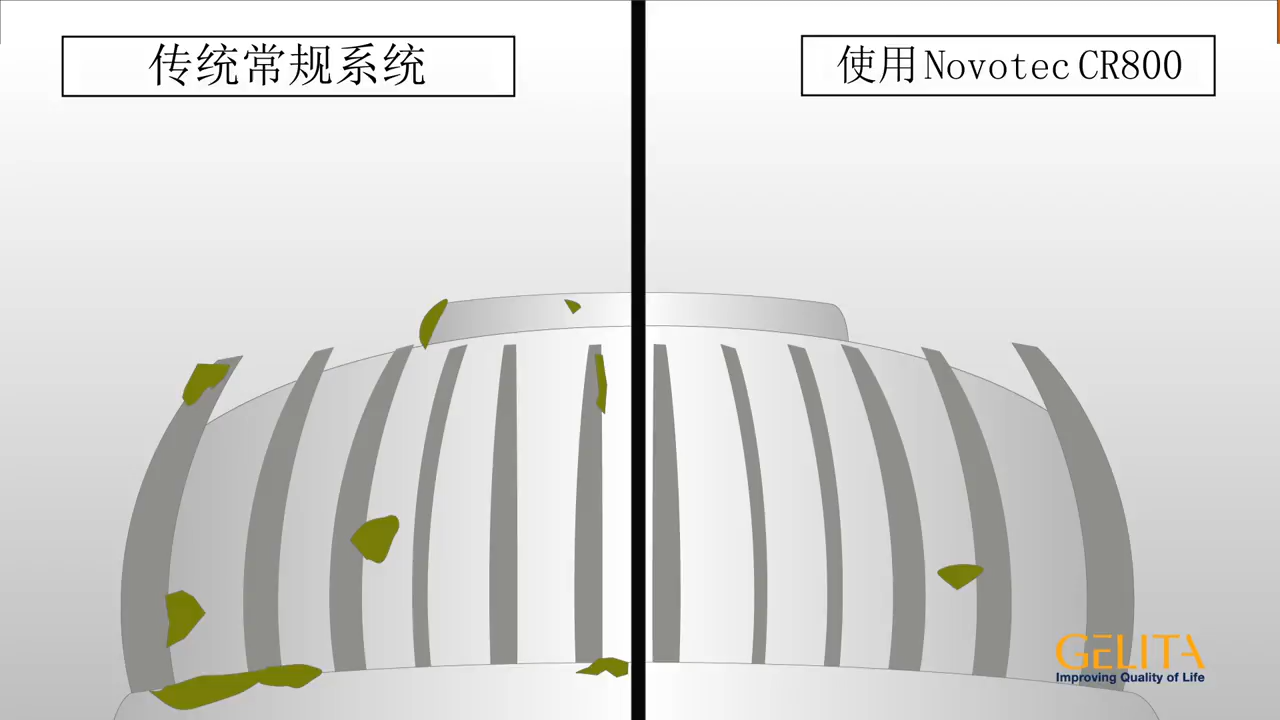 传统常规系统
使用Novotec CR800
GELITA
Improving Quality of Life